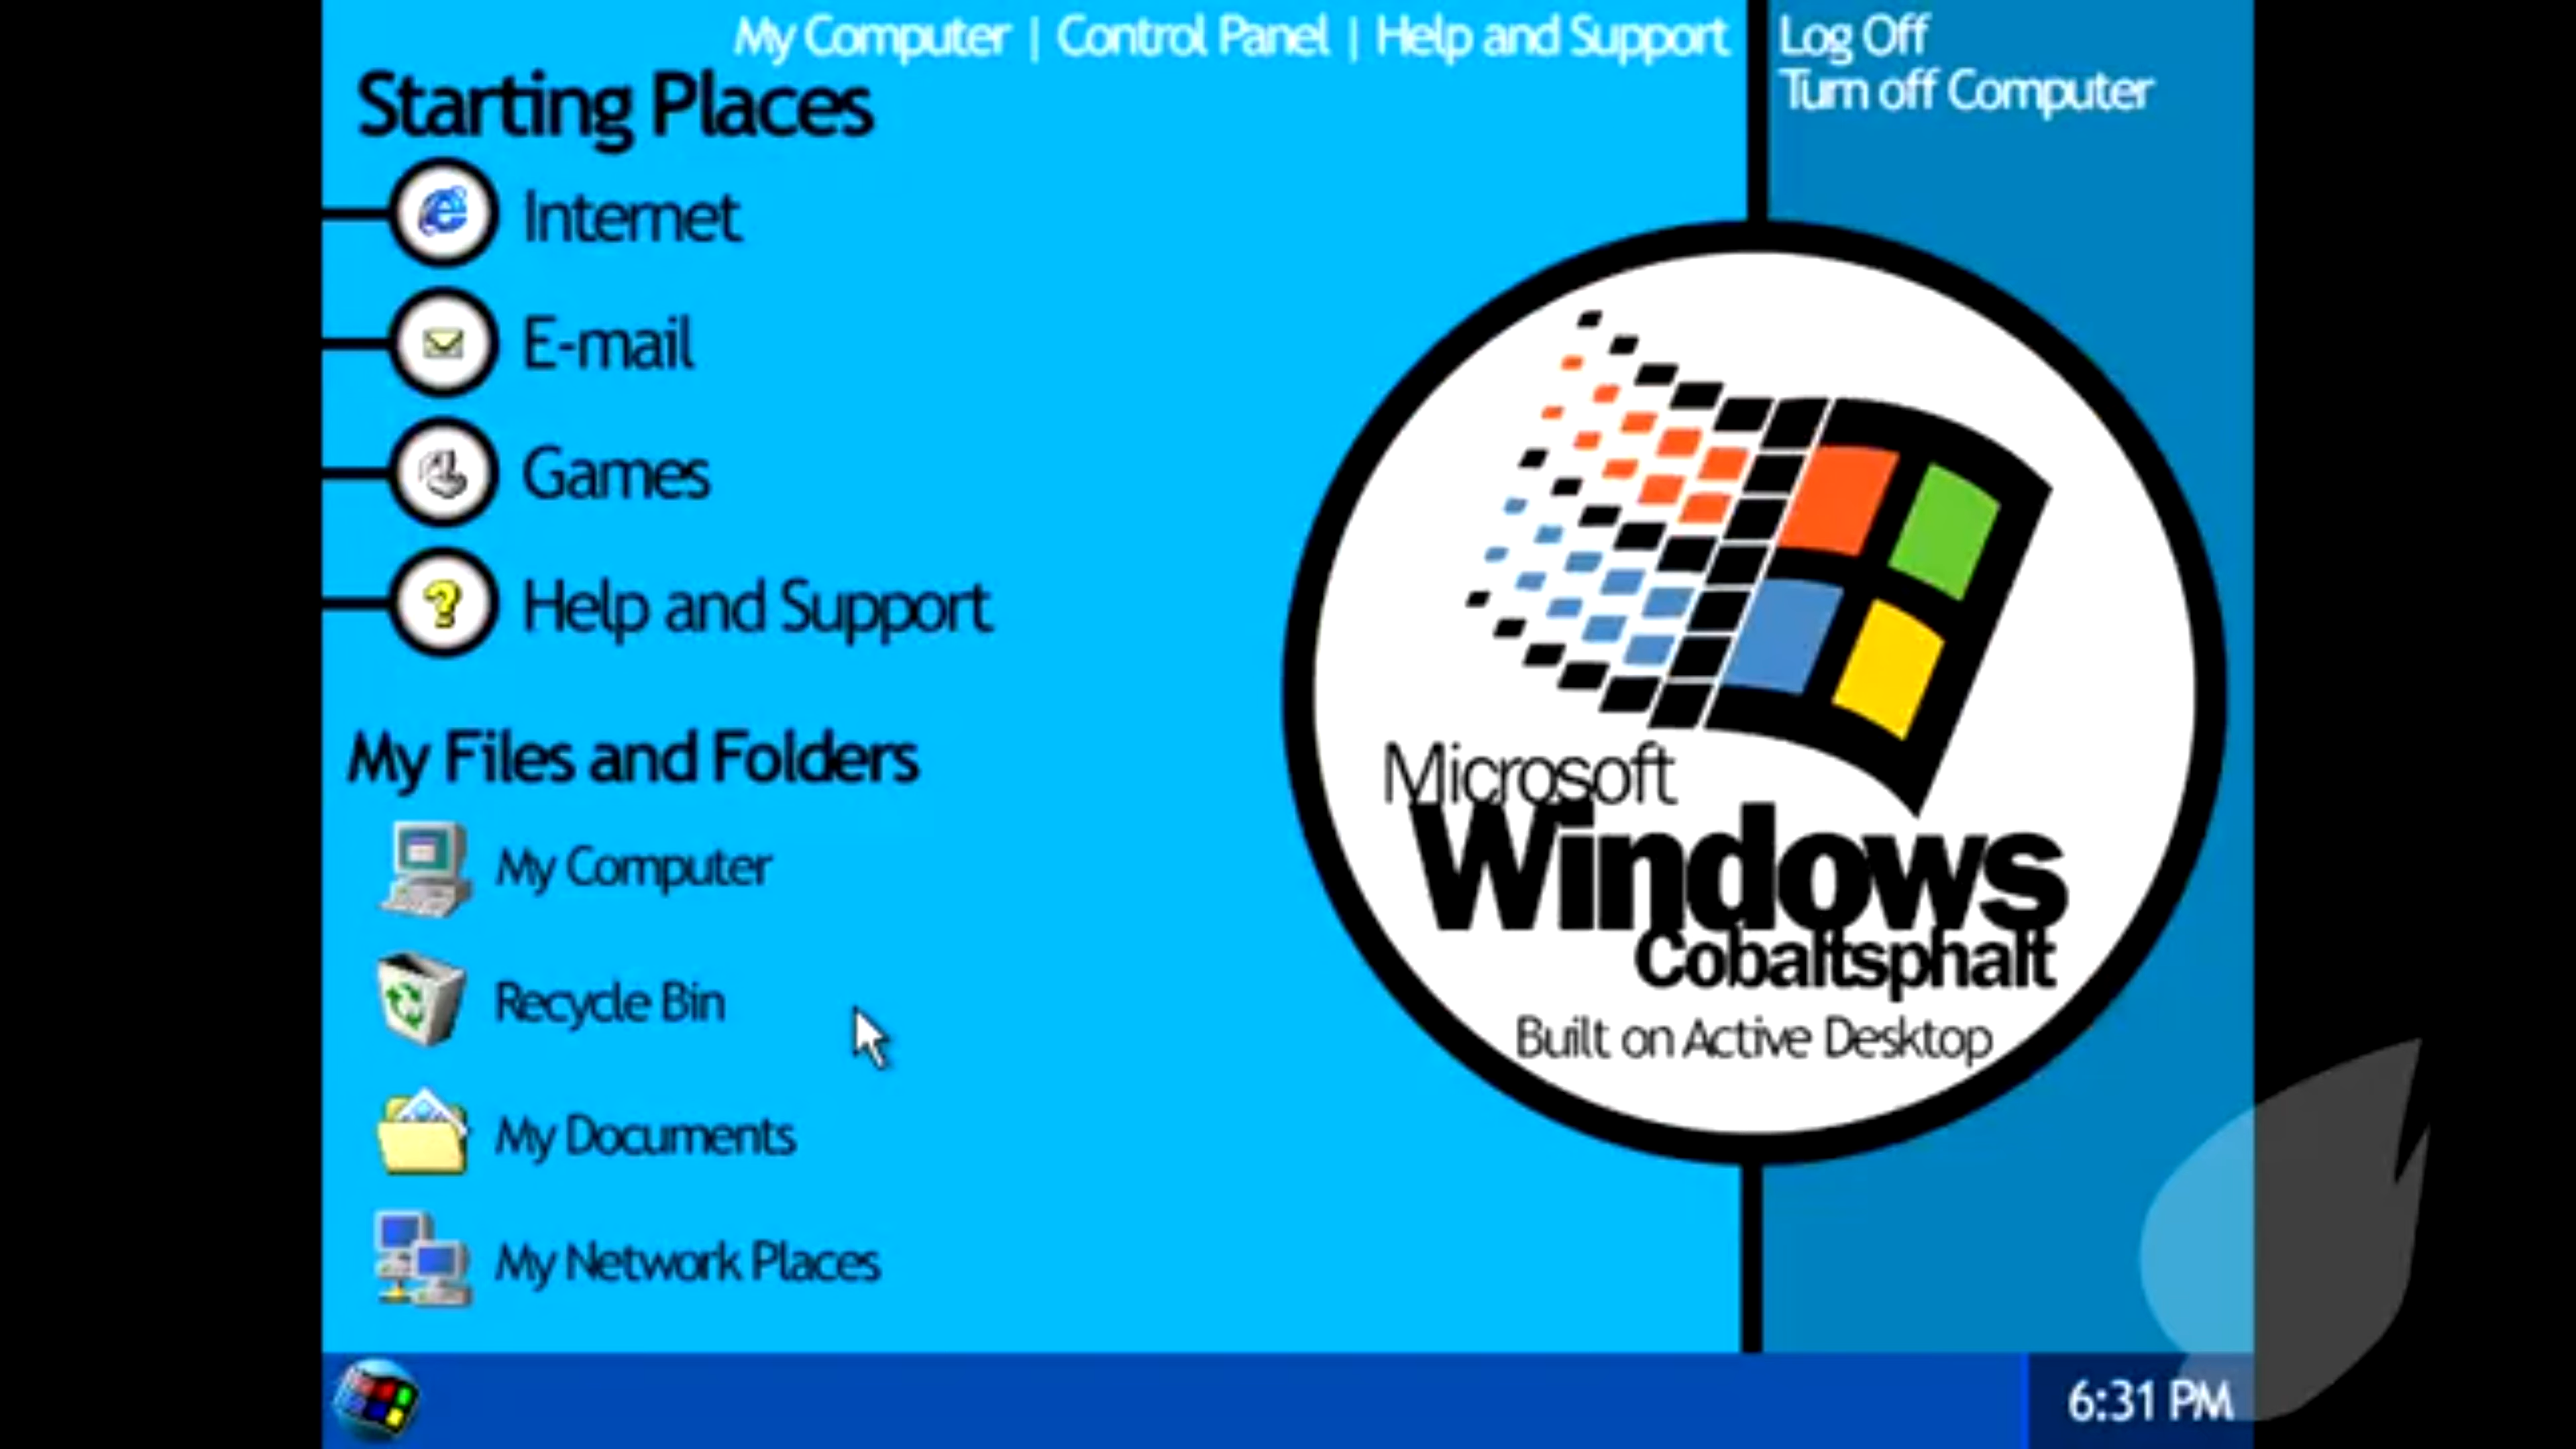 My Computer | Control Panel | Help and Support
Log Off
Turn off Computer
Starting Places
Internet
E-mail
Games
Help and Support
My Files and Folders
My Computer
Recycle Bin
My Documents
My Network Places
Microsoft
Windows
Cobaltsphalt
Built on Active Desktop
6:31 PM